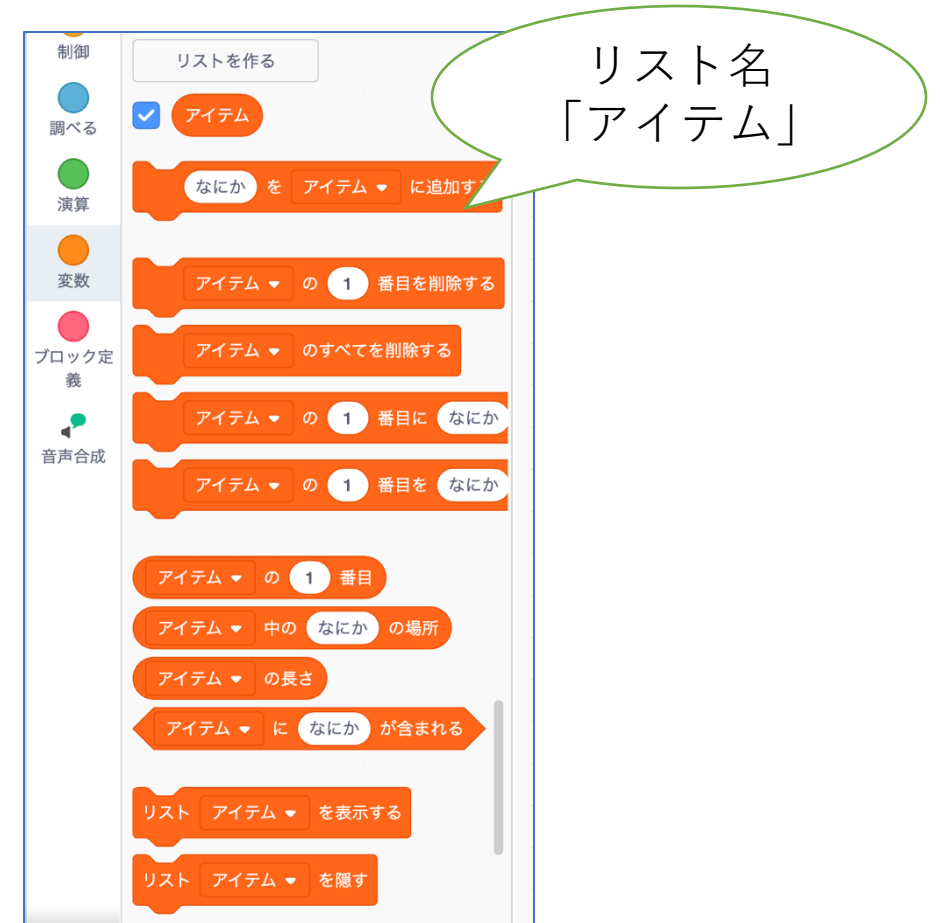 制御
調べる
演算
変数
ブロック定
義
音声合成
リストを作る
アイテム
なにか を アイテム に追加す
アイテム の 1 番目を削除する
アイテム のすべてを削除する
アイテム の 1 番目に なにか
アイテム の 1 番目を なにか
アイテム の 1 番目
アイテム 中の なにか の場所
アイテム の長さ
アイテム に なにか が含まれる
リスト アイテム を表示する
リスト アイテム を隠す
リスト名
「アイテム」